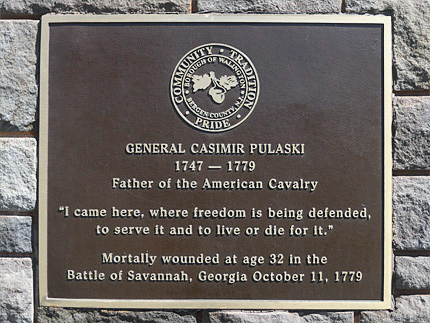 COMMUNITY • TRADITION • PRIDE •
BOROUGH OF WALLINGTON
BERGEN COUNTY, N.J.
GENERAL CASIMIR PULASKI
1747 — 1779
Father of the American Cavalry
“I came here, where freedom is being defended,
to serve it and to live or die for it.”
Mortally wounded at age 32 in the
Battle of Savannah, Georgia October 11, 1779